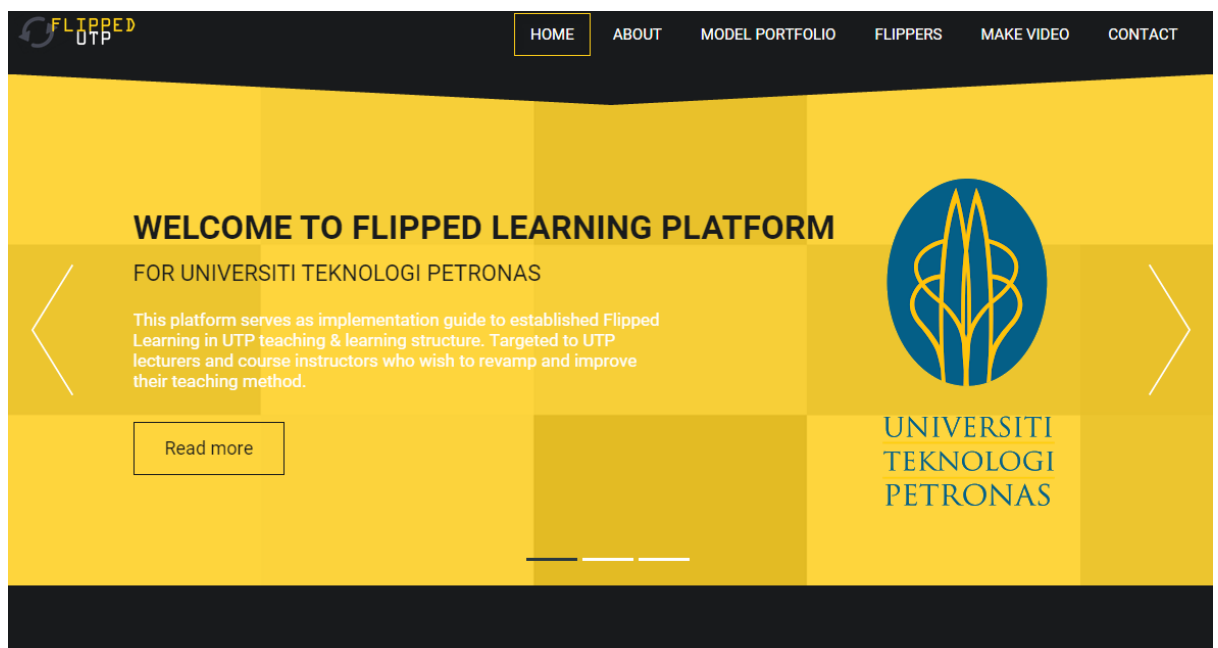 FLIPPED
UTP
HOME ABOUT MODEL PORTFOLIO FLIPPERS MAKE VIDEO CONTACT
WELCOME TO FLIPPED LEARNING PLATFORM
FOR UNIVERSITI TEKNOLOGI PETRONAS
This platform serves as implementation guide to established Flipped
Learning in UTP teaching & learning structure. Targeted to UTP
lecturers and course instructors who wish to revamp and improve
their teaching method.
Read more
UNIVERSITI
TEKNOLOGI
PETRONAS